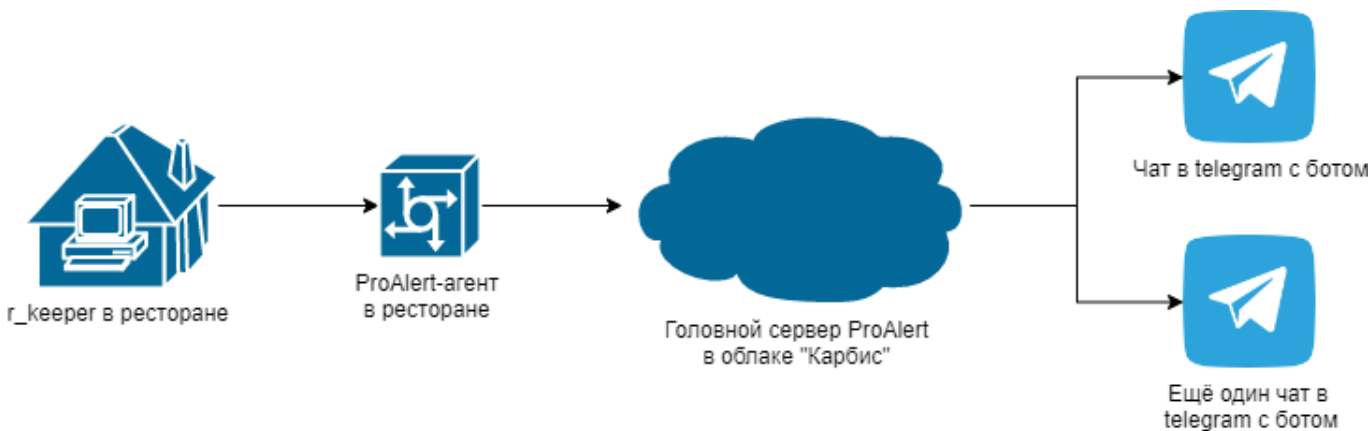 r_keeper в ресторане
ProAlert-агент
в ресторане
Головной сервер ProAlert
в облаке "Карбис"
Чат в telegram с ботом
Ещё один чат в
telegram с ботом